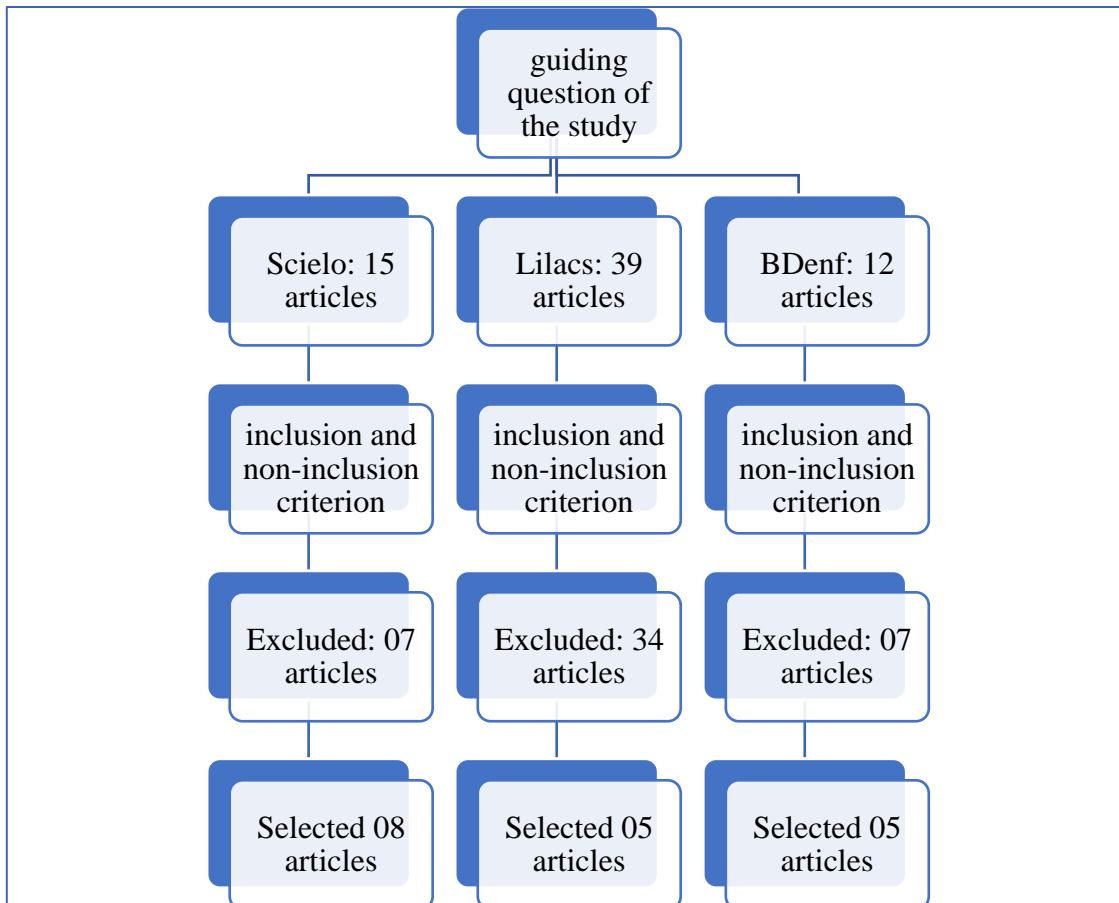 guiding
question of
the study
Scielo: 15
articles
Lilacs: 39
articles
BDenf: 12
articles
inclusion and
non-inclusion
criterion
inclusion and
non-inclusion
criterion
inclusion and
non-inclusion
criterion
Excluded: 07
articles
Excluded: 34
articles
Excluded: 07
articles
Selected 08
articles
Selected 05
articles
Selected 05
articles